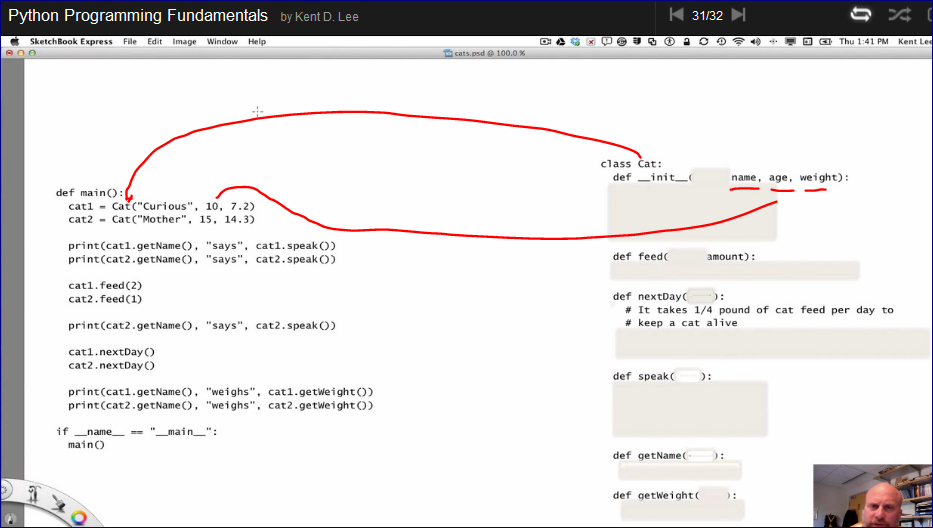 Python Programming Fundamentals by Kent D. Lee
31/32
SketchBook Express File Edit Image Window Help
Thu 1:41 PM Kent Lee
cats.psd @ 100.0 %
def main():
cat1 = Cat("Curious", 10, 7.2)
cat2 = Cat("Mother", 15, 14.3)
print(cat1.getName(), "says", cat1.speak())
print(cat2.getName(), "says", cat2.speak())
cat1.feed(2)
cat2.feed(1)
print(cat2.getName(), "says", cat2.speak())
cat1.nextDay()
cat2.nextDay()
print(cat1.getName(), "weighs", cat1.getWeight())
print(cat2.getName(), "weighs", cat2.getWeight())
if __name__ == "__main__":
main()
class Cat:
def __init__( name, age, weight):
def feed( amount):
def nextDay( ):
# It takes 1/4 pound of cat feed per day to
# keep a cat alive
def speak( ):
def getName( ):
def getWeight( ):